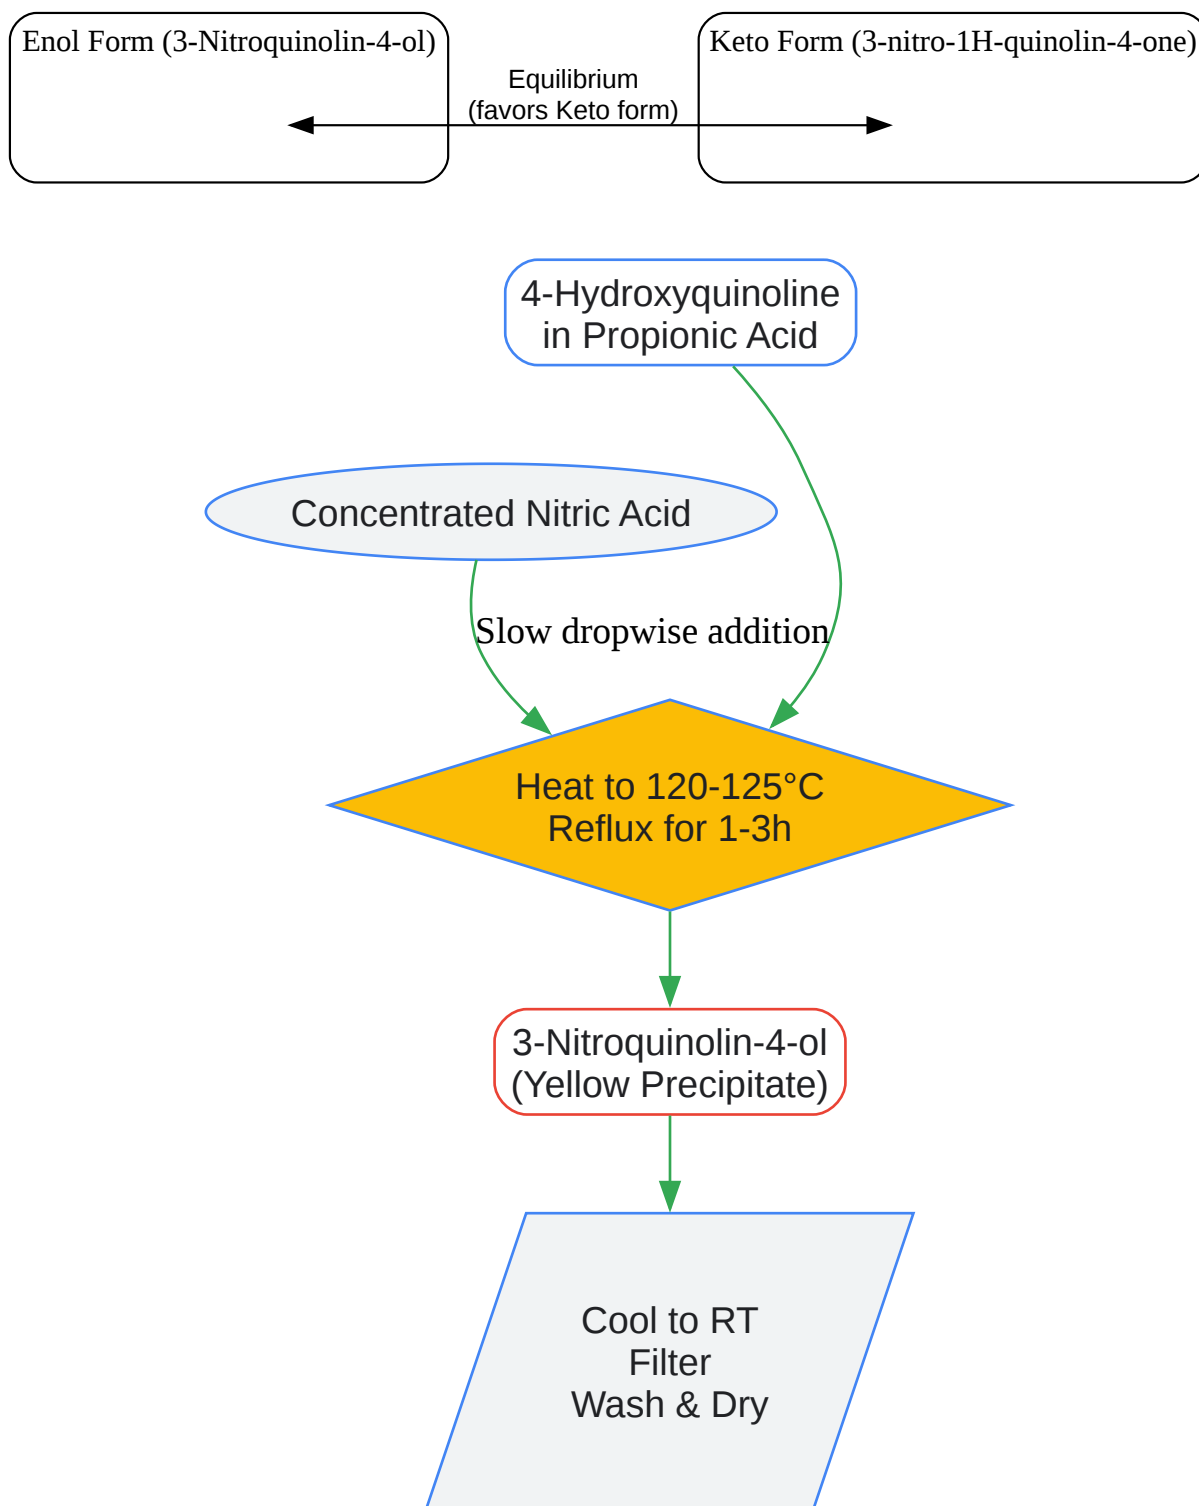 Enol Form (3-Nitroquinolin-4-ol)
Keto Form (3-nitro-1H-quinolin-4-one)
Equilibrium
(favors Keto form)
4-Hydroxyquinoline
in Propionic Acid
Concentrated Nitric Acid
Slow dropwise addition
Heat to 120-125°C
Reflux for 1-3h
3-Nitroquinolin-4-ol
(Yellow Precipitate)
Cool to RT
Filter
Wash & Dry